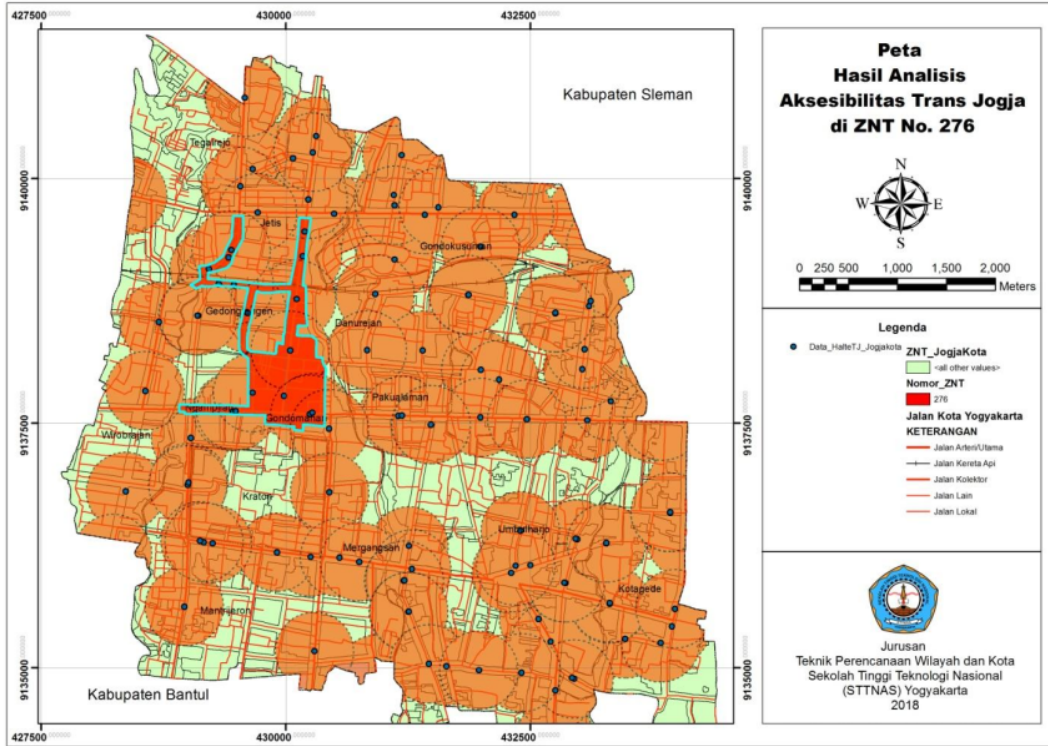 427500
430000
432500
9140000
9137500
9135000
9140000
9137500
9135000
427500
430000
432500
Kabupaten Sleman
Kabupaten Bantul
Tegalrejo
Jetis
Gondokusuman
Danurejan
Pakualaman
Gondomanan
Wirobrajan
Kraton
Mergangsan
Umbulharjo
Kotagede
Mantrijeron
Peta
Hasil Analisis
Aksesibilitas Trans Jogja
di ZNT No. 276
N
W
E
S
0 250 500 1,000 1,500 2,000
Meters
Legenda
Data_HalteTJ_Jogjakota
ZNT_JogjaKota
<all other values>
Nomor_ZNT
276
Jalan Kota Yogyakarta
KETERANGAN
Jalan Arteri/Utama
Jalan Kereta Api
Jalan Kolektor
Jalan Lain
Jalan Lokal
Jurusan
Teknik Perencanaan Wilayah dan Kota
Sekolah Tinggi Teknologi Nasional
(STTNAS) Yogyakarta
2018